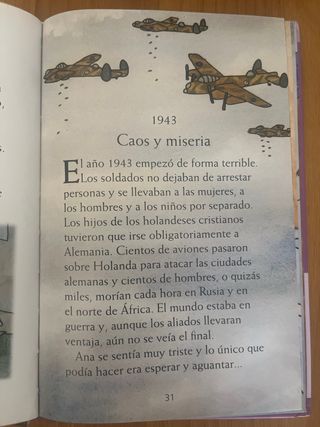 1943
Caos y miseria
El año 1943 empezó de forma terrible.
Los soldados no dejaban de arrestar
personas y se llevaban a las mujeres, a
los hombres y a los niños por separado.
Los hijos de los holandeses cristianos
tuvieron que irse obligatoriamente a
Alemania. Cientos de aviones pasaron
sobre Holanda para atacar las ciudades
alemanas y cientos de hombres, o quizás
miles, morían cada hora en Rusia y en
el norte de África. El mundo estaba en
guerra y, aunque los aliados llevaran
ventaja, aún no se veía el final.
Ana se sentía muy triste y lo único que
podía hacer era esperar y aguantar...
31